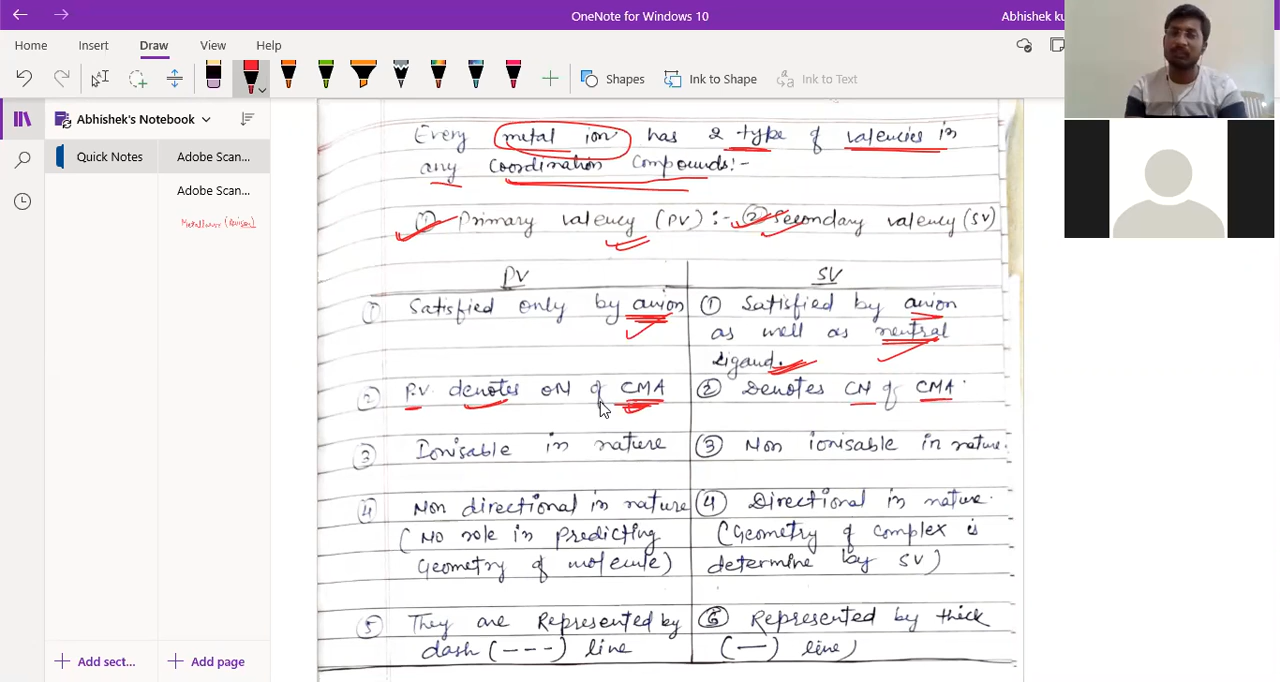 OneNote for Windows 10
Abhishek ku
Home Insert Draw View Help
Shapes Ink to Shape Ink to Text
Abhishek's Notebook
Quick Notes
Adobe Scan...
Adobe Scan...
Every metal ion has 2 type of valencies in
any coordination compounds:-
① Primary valency (PV) :- ② Secondary valency (SV)
PV
SV
① Satisfied only by anion
① Satisfied by anion
as well as neutral
ligand.
② P.V. denotes ON of CMA
② Denotes CN of CMA.
③ Ionisable in nature
③ Non ionisable in nature.
④ Non directional in nature
(No role in Predicting
Geometry of molecule)
④ Directional in nature.
(Geometry of complex is
determine by SV)
⑤ They are Represented by
dash (---) line
⑤ Represented by thick
(—) line)
Add sect...
Add page